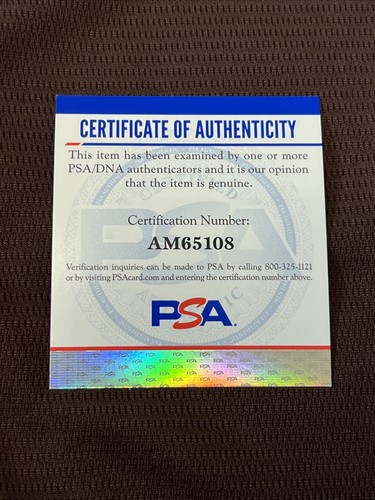 CERTIFICATE OF AUTHENTICITY
This item has been examined by one or more
PSA/DNA authenticators and it is our opinion
that the item is genuine.
Certification Number:
AM65108
Verification inquiries can be made to PSA by calling 800-325-1121
or by visiting PSAcard.com and entering the certification number above.
PSA